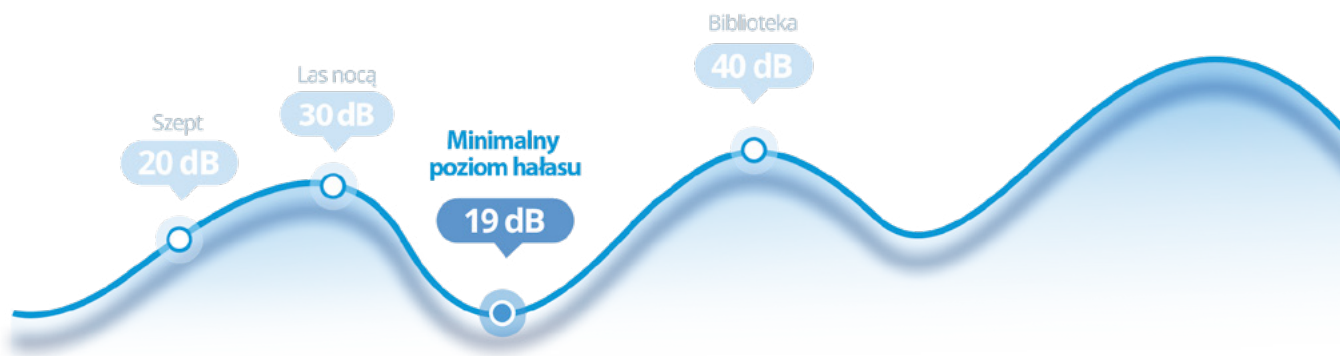 Szept
20 dB
Las nocą
30 dB
Minimalny
poziom hałasu
19 dB
Biblioteka
40 dB